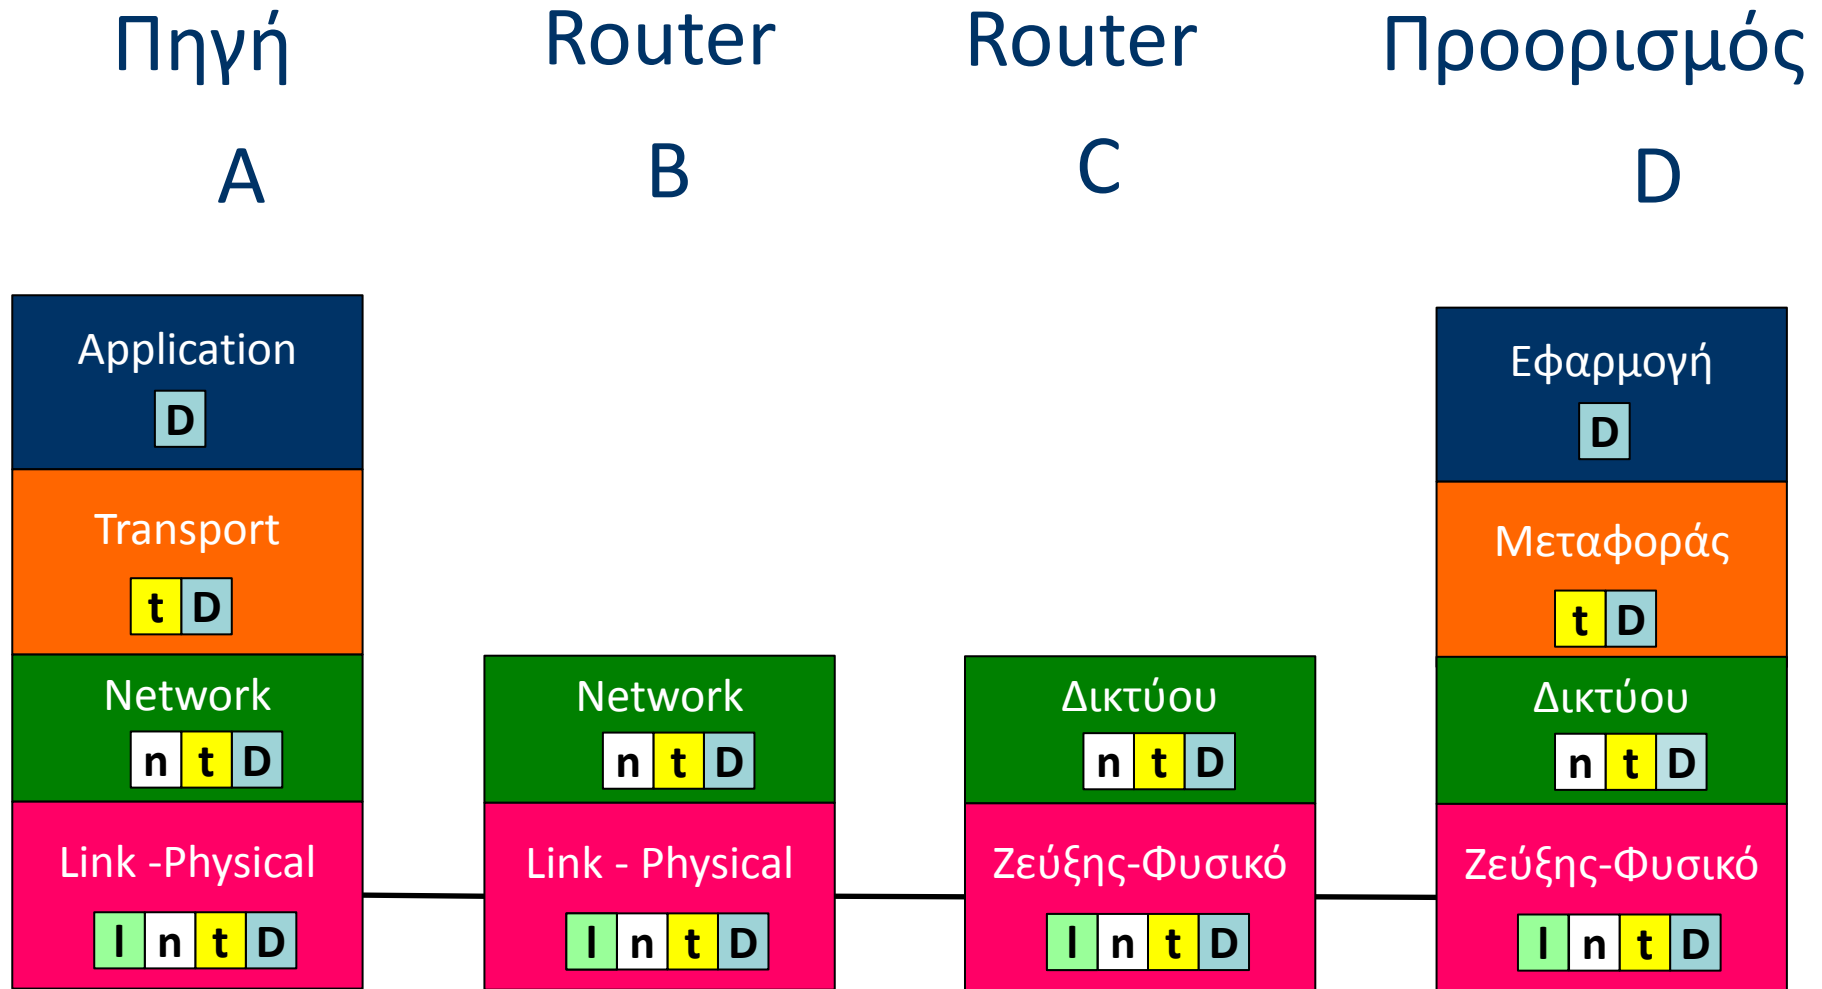 Πηγή
A
Router
B
Router
C
Προορισμός
D
Application
D
Transport
t D
Network
n t D
Link -Physical
l n t D
Network
n t D
Link - Physical
l n t D
Δικτύου
n t D
Ζεύξης-Φυσικό
l n t D
Εφαρμογή
D
Μεταφοράς
t D
Δικτύου
n t D
Ζεύξης-Φυσικό
l n t D